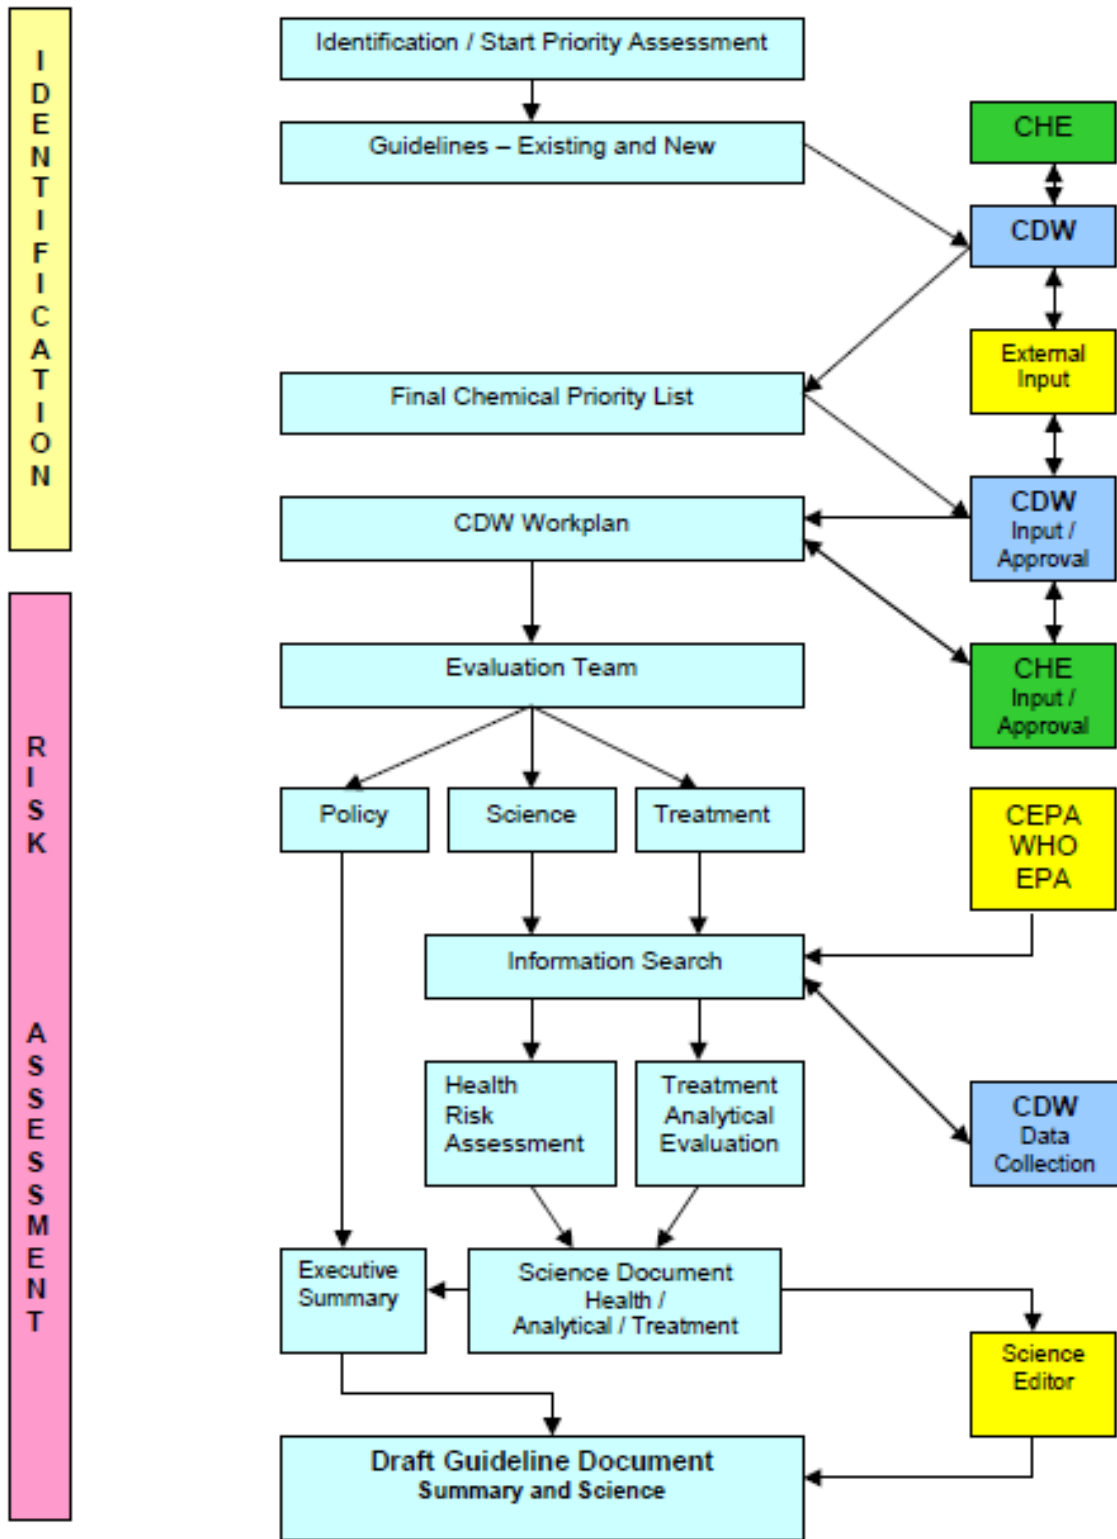 IDENTIFICATION
Identification / Start Priority Assessment
Guidelines – Existing and New
CHE
CDW
External
Input
Final Chemical Priority List
CDW
Input /
Approval
CDW Workplan
RISK ASSESSMENT
Evaluation Team
CHE
Input /
Approval
Policy
Science
Treatment
CEPA
WHO
EPA
Information Search
Health
Risk
Assessment
Treatment
Analytical
Evaluation
CDW
Data
Collection
Executive
Summary
Science Document
Health /
Analytical / Treatment
Science
Editor
Draft Guideline Document
Summary and Science